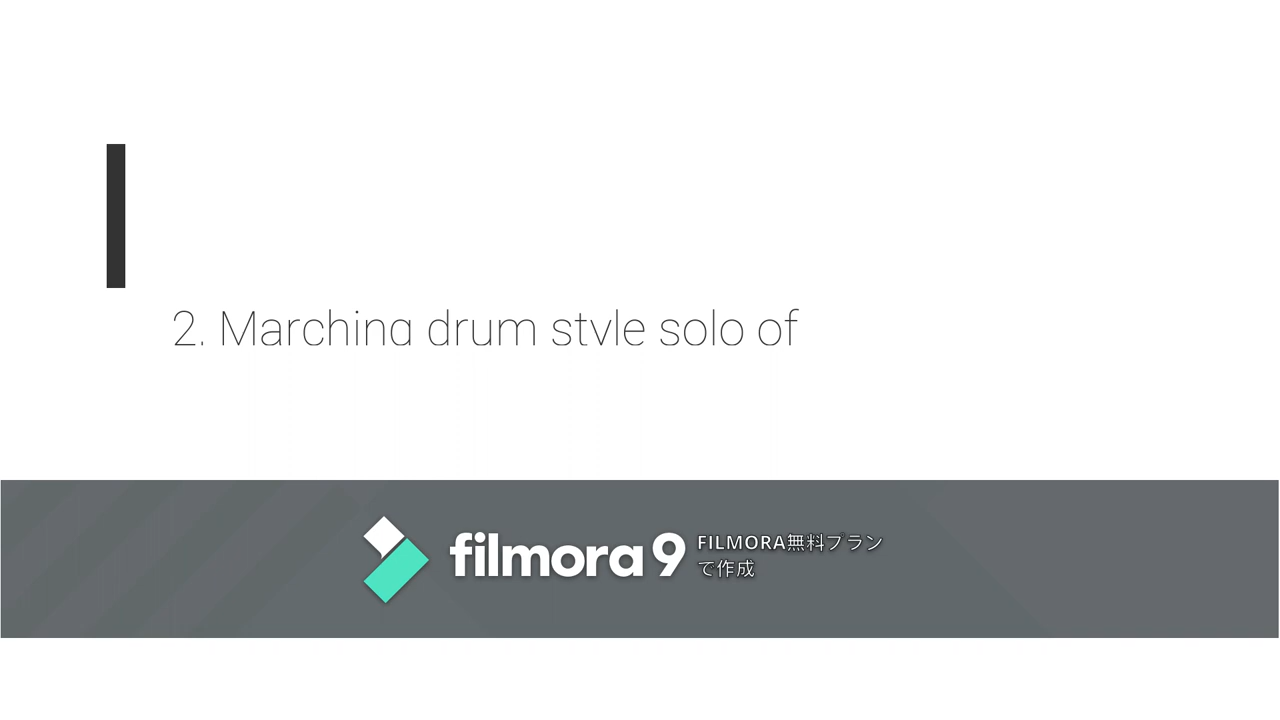 2. Marching drum style solo of
filmora 9
FILMORA無料プラン
で作成